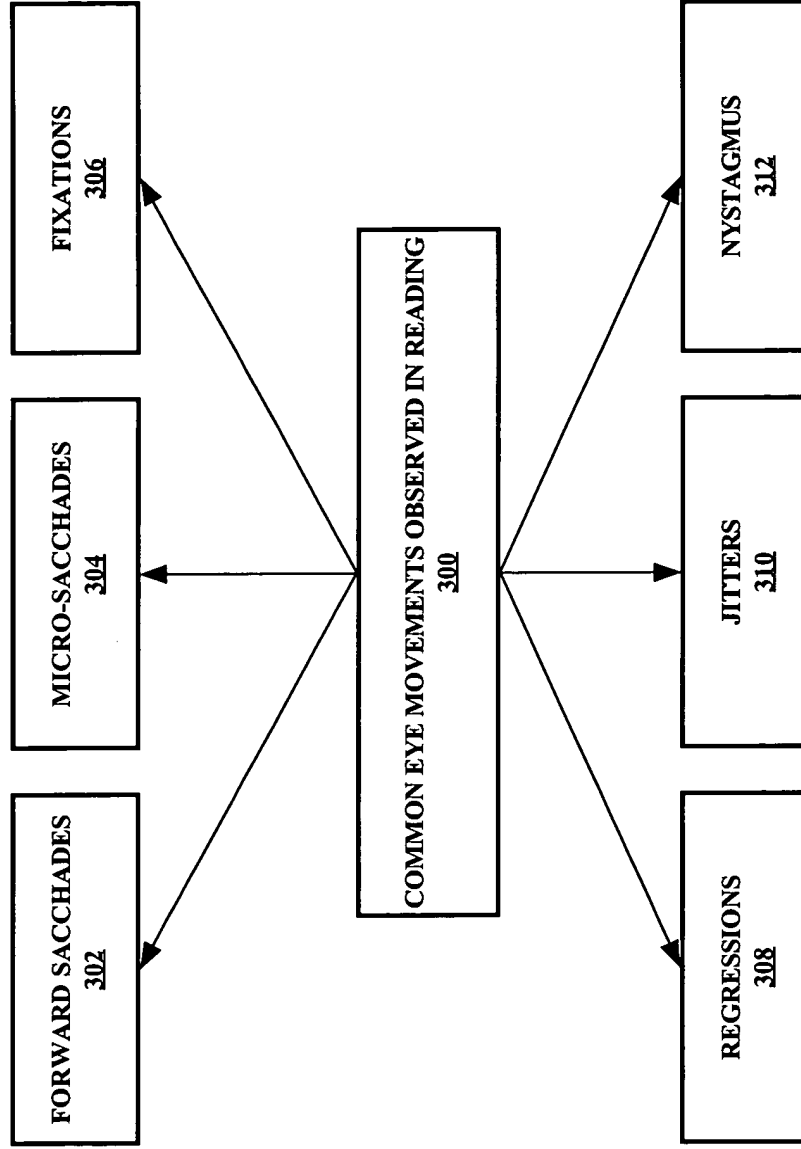 FORWARD SACCHADES
302
MICRO-SACCHADES
304
FIXATIONS
306
COMMON EYE MOVEMENTS OBSERVED IN READING
300
REGRESSIONS
308
JITTERS
310
NYSTAGMUS
312